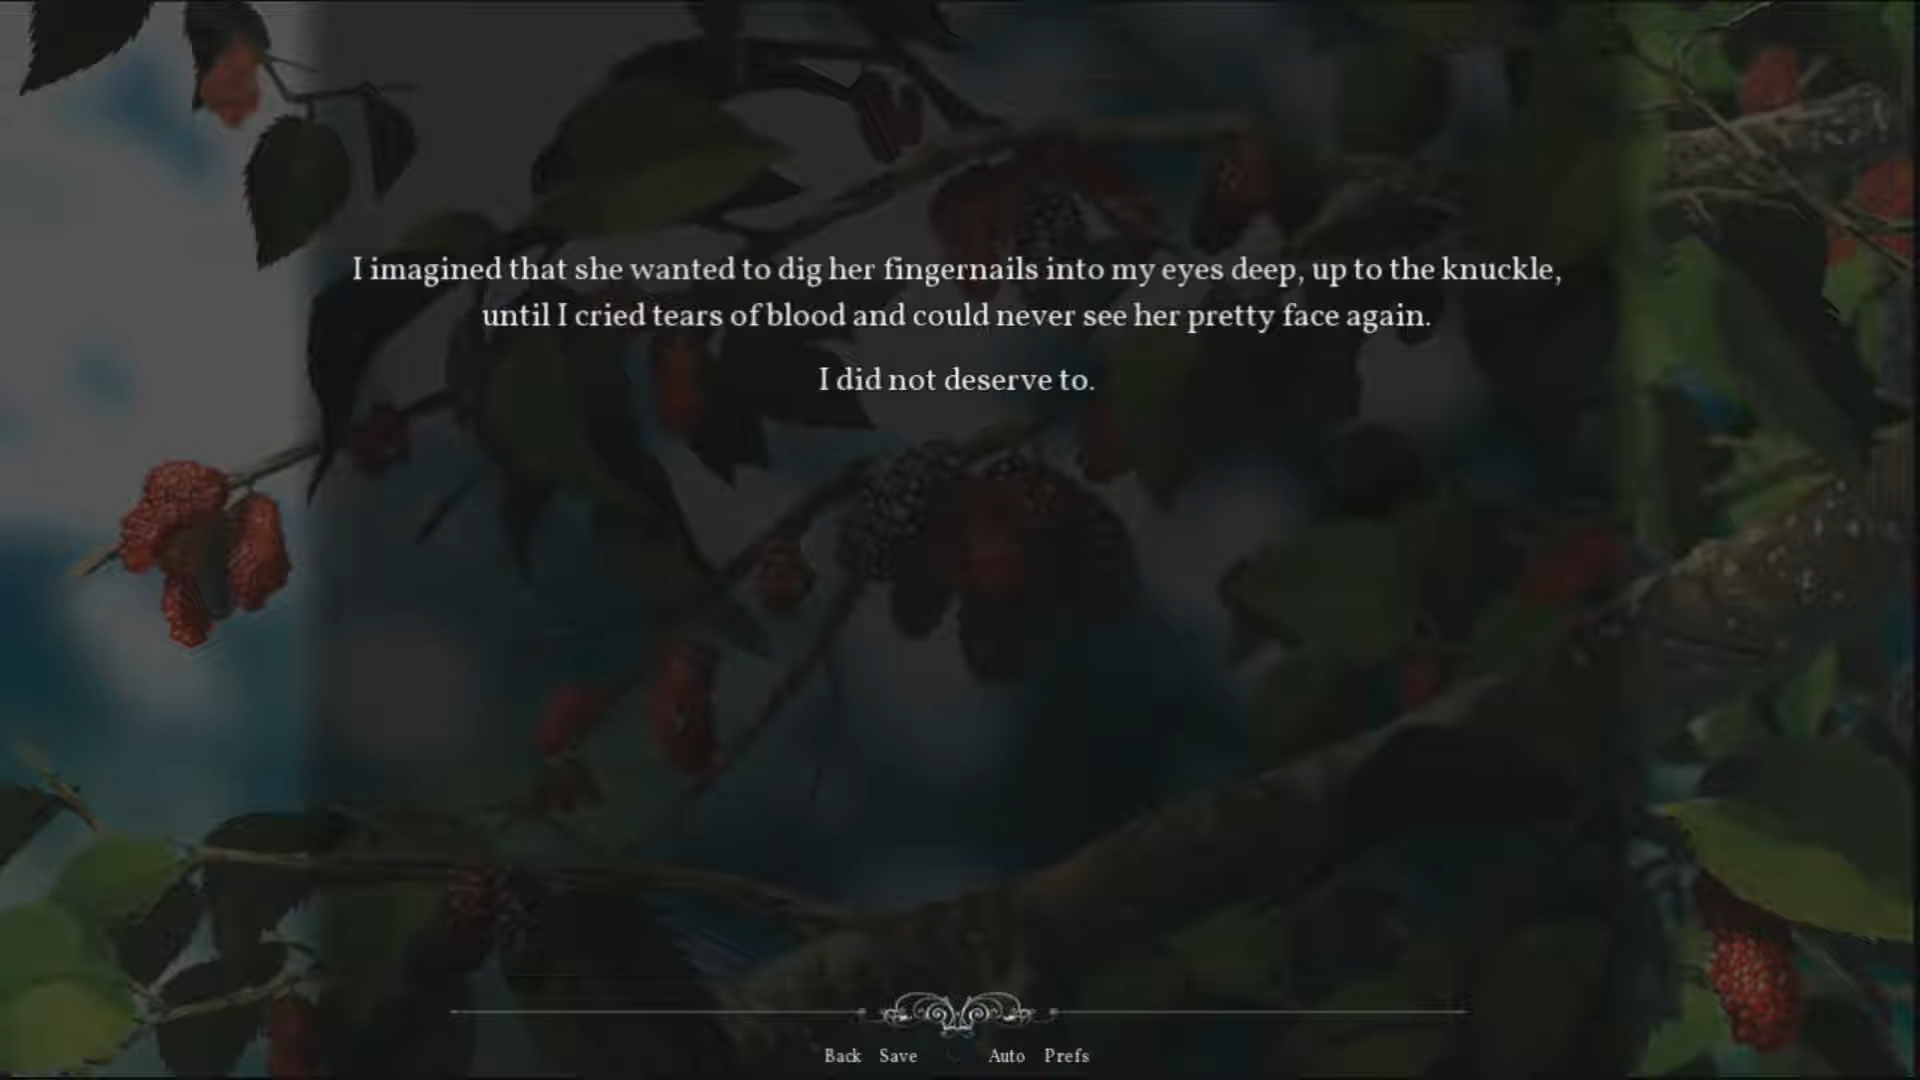 I imagined that she wanted to dig her fingernails into my eyes deep, up to the knuckle,
until I cried tears of blood and could never see her pretty face again.
I did not deserve to.
Back Save Auto Prefs